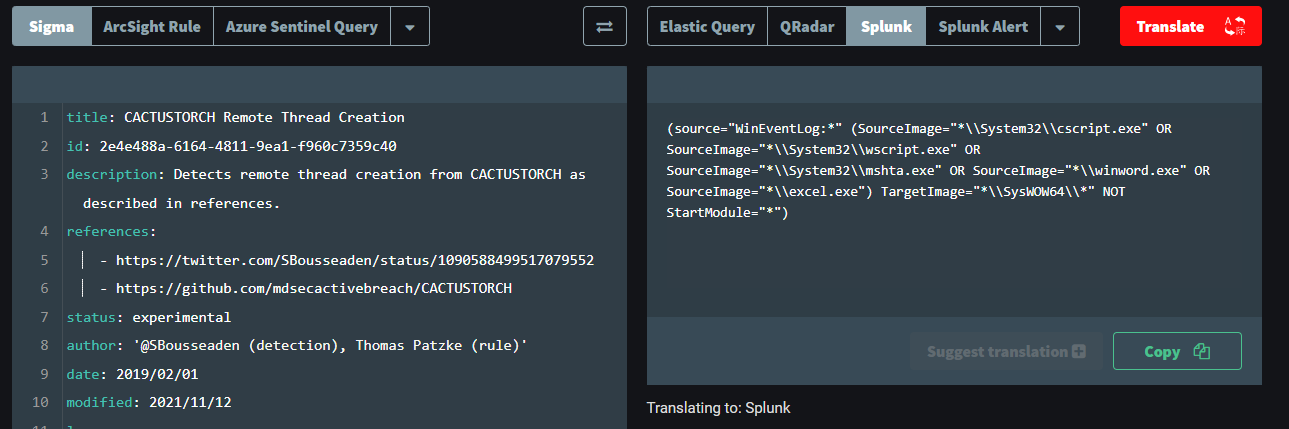 Sigma ArcSight Rule Azure Sentinel Query
Elastic Query QRadar Splunk Splunk Alert
Translate
1 title: CACTUSTORCH Remote Thread Creation
2 id: 2e4e488a-6164-4811-9ea1-f960c7359c40
3 description: Detects remote thread creation from CACTUSTORCH as
described in references.
4 references:
5 - https://twitter.com/SBousseaden/status/1090588499517079552
6 - https://github.com/mdsecactivebreach/CACTUSTORCH
7 status: experimental
8 author: '@SBousseaden (detection), Thomas Patzke (rule)'
9 date: 2019/02/01
10 modified: 2021/11/12
(source="WinEventLog:*" (SourceImage="*\\System32\\cscript.exe" OR
SourceImage="*\\System32\\wscript.exe" OR
SourceImage="*\\System32\\mshta.exe" OR SourceImage="*\\winword.exe" OR
SourceImage="*\\excel.exe") TargetImage="*\\SysWOW64\\*" NOT
StartModule="*")
Suggest translation
Copy
Translating to: Splunk